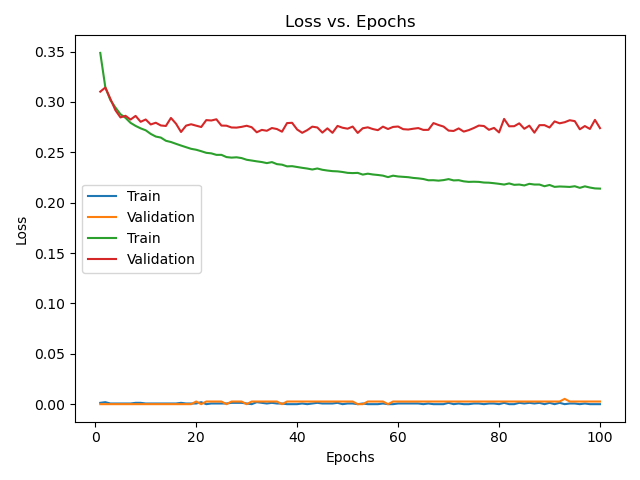 Loss vs. Epochs
0.35
0.30
0.25
0.20
0.15
0.10
0.05
0.00
Loss
Train
Validation
Train
Validation
0 20 40 60 80 100
Epochs